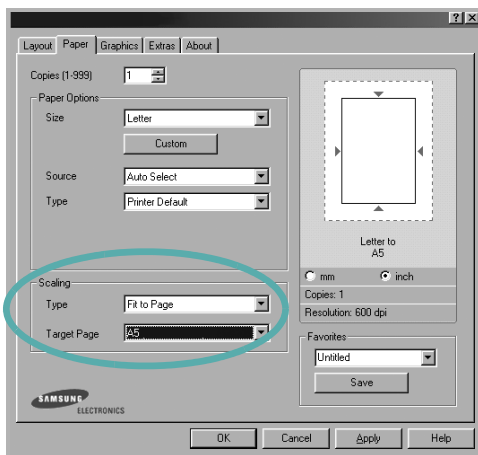 ? ×
Layout Paper Graphics Extras About
Copies (1-999) 1
Paper Options
Size Letter
Custom
Source Auto Select
Type Printer Default
Letter to
A5
mm inch
Copies: 1
Resolution: 600 dpi
Scaling
Type Fit to Page
Target Page A5
Favorites
Untitled
Save
SAMSUNG
ELECTRONICS
OK Cancel Apply Help